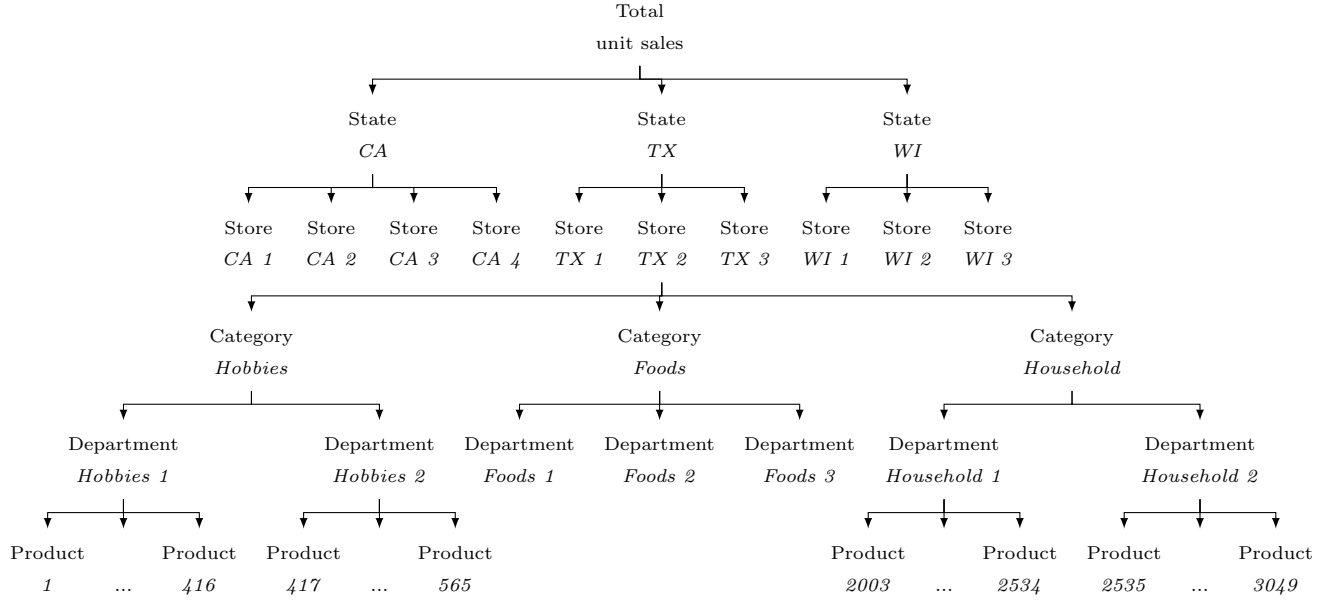 Total
unit sales
State State State
CA TX WI
Store Store Store Store Store Store Store Store Store Store
CA 1 CA 2 CA 3 CA 4 TX 1 TX 2 TX 3 WI 1 WI 2 WI 3
Category Category Category
Hobbies Foods Household
Department Department Department Department Department Department Department
Hobbies 1 Hobbies 2 Foods 1 Foods 2 Foods 3 Household 1 Household 2
Product Product Product Product Product Product Product Product
1 ... 416 417 ... 565 2003 ... 2534 2535 ... 3049